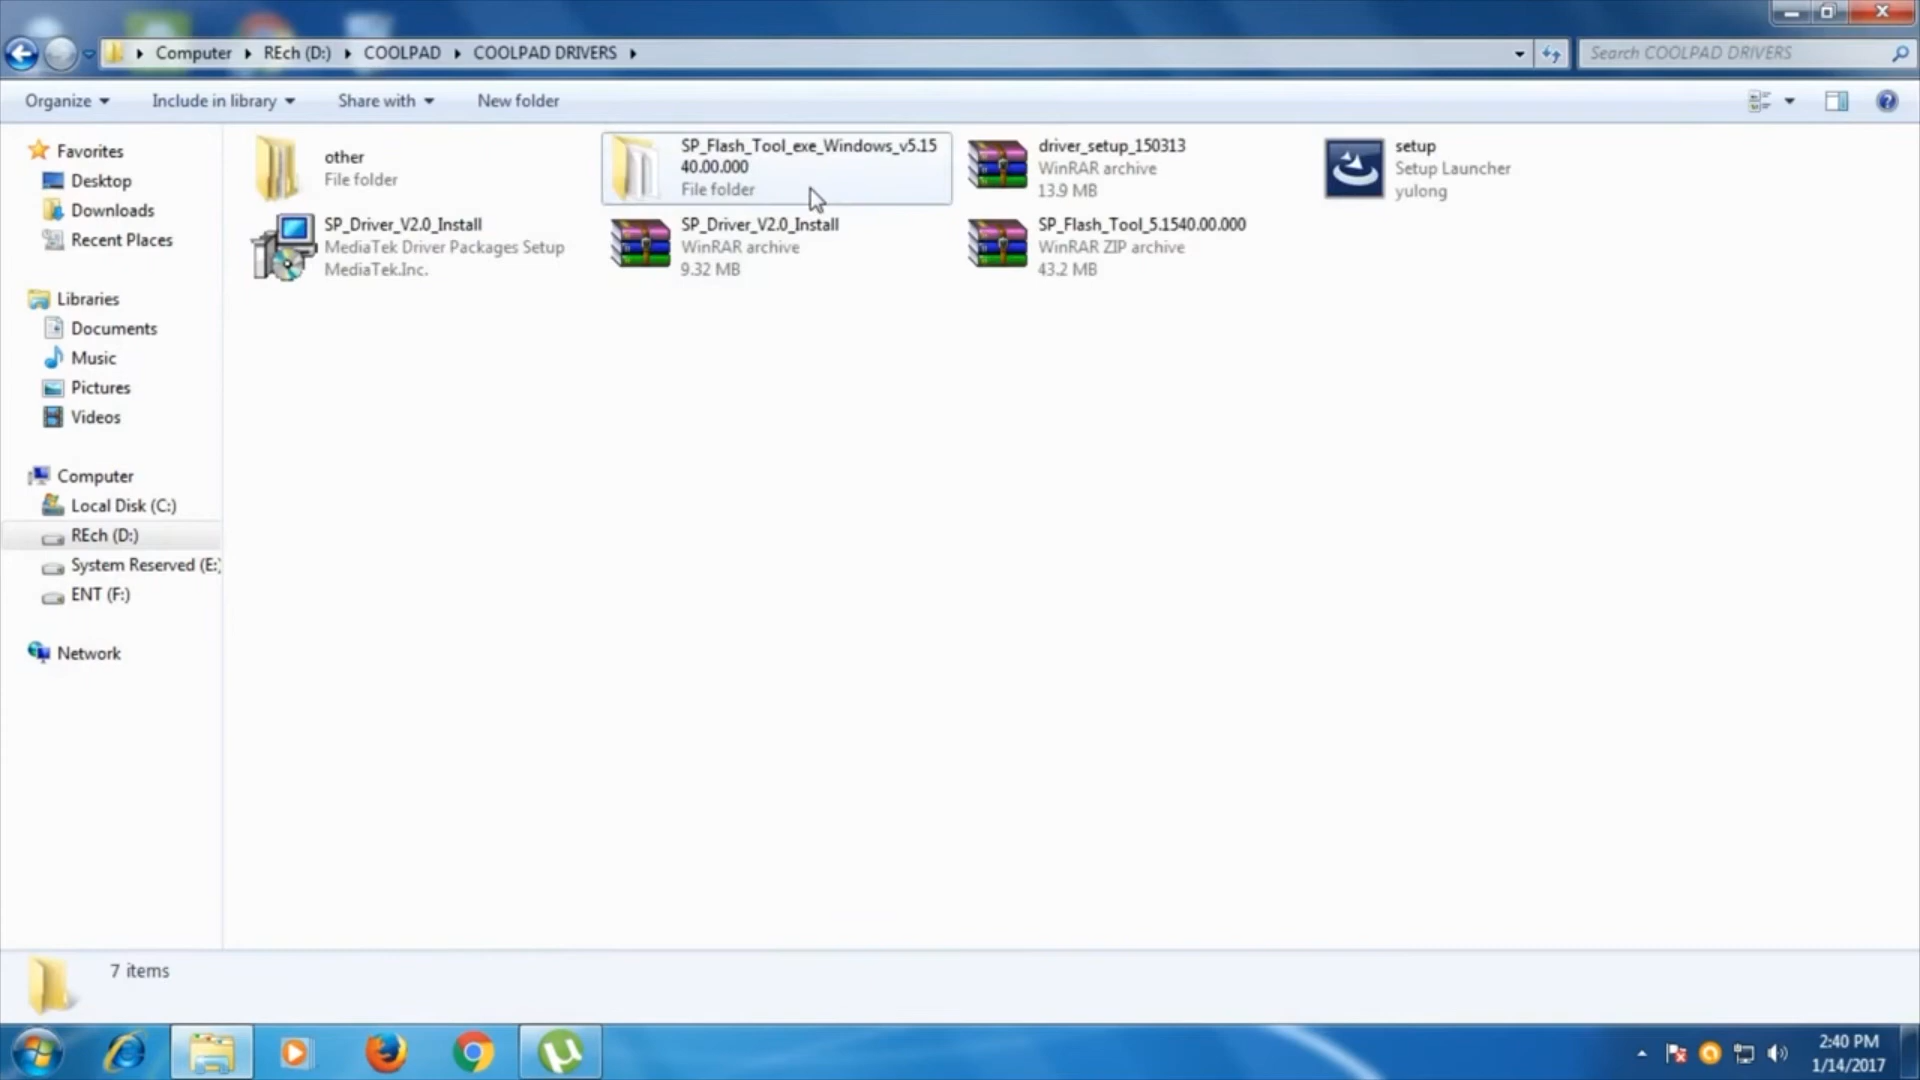 Computer REch (D:) COOLPAD COOLPAD DRIVERS
Search COOLPAD DRIVERS
Organize Include in library Share with New folder
Favorites
Desktop
Downloads
Recent Places
Libraries
Documents
Music
Pictures
Videos
Computer
Local Disk (C:)
REch (D:)
System Reserved (E:)
ENT (F:)
Network
other
File folder
SP_Flash_Tool_exe_Windows_v5.15
40.00.000
File folder
driver_setup_150313
WinRAR archive
13.9 MB
setup
Setup Launcher
yulong
SP_Driver_V2.0_Install
MediaTek Driver Packages Setup
MediaTek.Inc.
SP_Driver_V2.0_Install
WinRAR archive
9.32 MB
SP_Flash_Tool_5.1540.00.000
WinRAR ZIP archive
43.2 MB
7 items
2:40 PM
1/14/2017